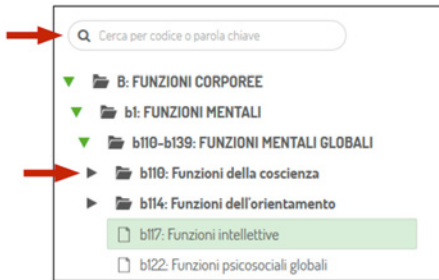 Cerca per codice o parola chiave
B: FUNZIONI CORPOREE
b1: FUNZIONI MENTALI
b110-b139: FUNZIONI MENTALI GLOBALI
b110: Funzioni della coscienza
b114: Funzioni dell'orientamento
b117: Funzioni intellettive
b122: Funzioni psicosociali globali